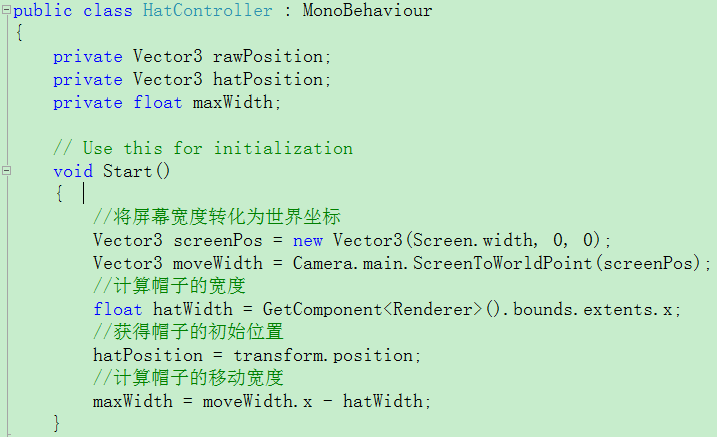 public class HatController : MonoBehaviour
{
    private Vector3 rawPosition;
    private Vector3 hatPosition;
    private float maxWidth;

    // Use this for initialization
    void Start()
    {
        //将屏幕宽度转化为世界坐标
        Vector3 screenPos = new Vector3(Screen.width, 0, 0);
        Vector3 moveWidth = Camera.main.ScreenToWorldPoint(screenPos);
        //计算帽子的宽度
        float hatWidth = GetComponent<Renderer>().bounds.extents.x;
        //获得帽子的初始位置
        hatPosition = transform.position;
        //计算帽子的移动宽度
        maxWidth = moveWidth.x - hatWidth;
    }